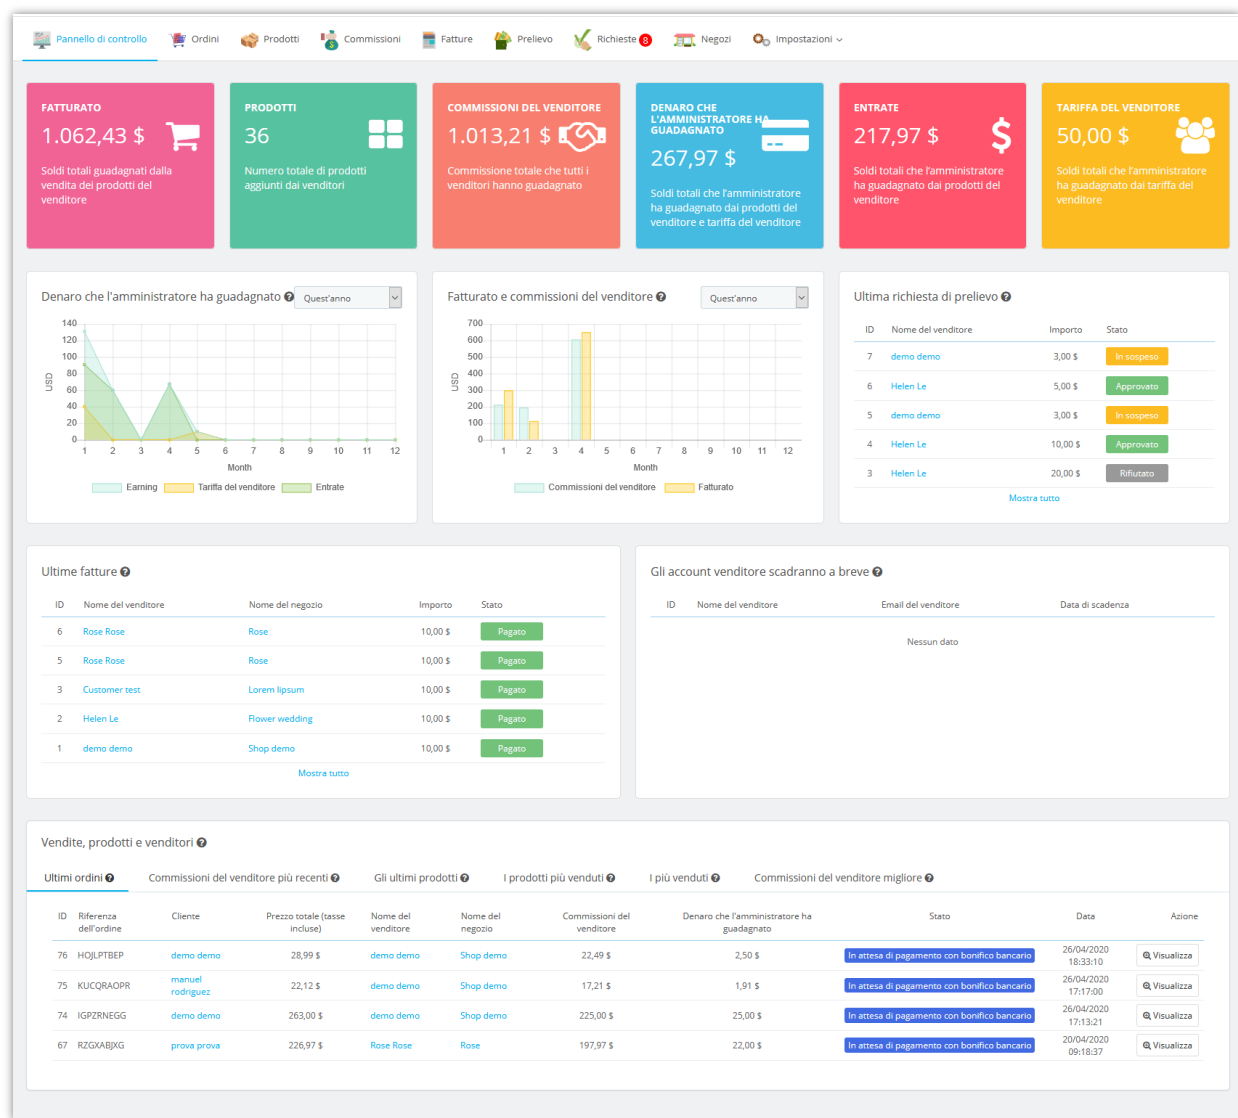 Pannello di controllo Ordini Prodotti Commissioni Fatture Prelievo Richieste 8 Negozi Impostazioni
FATTURATO
1.062,43 $
Soldi totali guadagnati dalla
vendita dei prodotti del
venditore
PRODOTTI
36
Numero totale di prodotti
aggiunti dai venditori
COMMISSIONI DEL VENDITORE
1.013,21 $
Commissione totale che tutti i
venditori hanno guadagnato
DENARO CHE
L'AMMINISTRATORE HA
GUADAGNATO
267,97 $
Soldi totali che l'amministratore
ha guadagnato dai prodotti del
venditore e tariffa del venditore
ENTRATE
217,97 $
Soldi totali che l'amministratore
ha guadagnato dai prodotti del
venditore
TARIFFA DEL VENDITORE
50,00 $
Soldi totali che l'amministratore
ha guadagnato dai tariffa del
venditore
Denaro che l'amministratore ha guadagnato Quest'anno
140
120
100
80
60
40
20
0
USD
1 2 3 4 5 6 7 8 9 10 11 12
Month
Earning Tariffa del venditore Entrate
Fatturato e commissioni del venditore Quest'anno
700
600
500
400
300
200
100
0
USD
1 2 3 4 5 6 7 8 9 10 11 12
Month
Commissioni del venditore Fatturato
Ultima richiesta di prelievo
ID Nome del venditore Importo Stato
7 demo demo 3,00 $ In sospeso
6 Helen Le 5,00 $ Approvato
5 demo demo 3,00 $ In sospeso
4 Helen Le 10,00 $ Approvato
3 Helen Le 20,00 $ Rifiutato
Mostra tutto
Ultime fatture
ID Nome del venditore Nome del negozio Importo Stato
6 Rose Rose Rose 10,00 $ Pagato
5 Rose Rose Rose 10,00 $ Pagato
3 Customer test Lorem lipsum 10,00 $ Pagato
2 Helen Le Flower wedding 10,00 $ Pagato
1 demo demo Shop demo 10,00 $ Pagato
Mostra tutto
Gli account venditore scadranno a breve
ID Nome del venditore Email del venditore Data di scadenza
Nessun dato
Vendite, prodotti e venditori
Ultimi ordini Commissioni del venditore più recenti Gli ultimi prodotti I prodotti più venduti I più venduti Commissioni del venditore migliore
ID Riferenza dell'ordine Cliente Prezzo totale (tasse incluse) Nome del venditore Nome del negozio Commissioni del venditore Denaro che l'amministratore ha guadagnato Stato Data Azione
76 HOJLPTBEP demo demo 28,99 $ demo demo Shop demo 22,49 $ 2,50 $ In attesa di pagamento con bonifico bancario 26/04/2020 18:33:10 Visualizza
75 KUCQRAOPR manuel rodriguez 22,12 $ demo demo Shop demo 17,21 $ 1,91 $ In attesa di pagamento con bonifico bancario 26/04/2020 17:17:00 Visualizza
74 IGPZRNEGG demo demo 263,00 $ demo demo Shop demo 225,00 $ 25,00 $ In attesa di pagamento con bonifico bancario 26/04/2020 17:13:21 Visualizza
67 RZGXABJXG prova prova 226,97 $ Rose Rose Rose 197,97 $ 22,00 $ In attesa di pagamento con bonifico bancario 20/04/2020 09:18:37 Visualizza